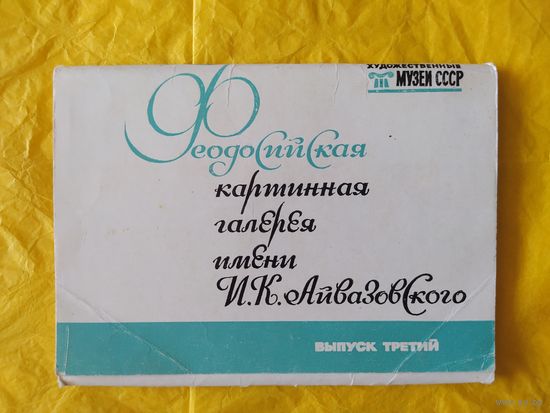 ХУДОЖЕСТВЕННЫЕ
МУЗЕИ СССР
Феодосийская
картинная
галерея
имени
И.К.Айвазовского
ВЫПУСК ТРЕТИЙ